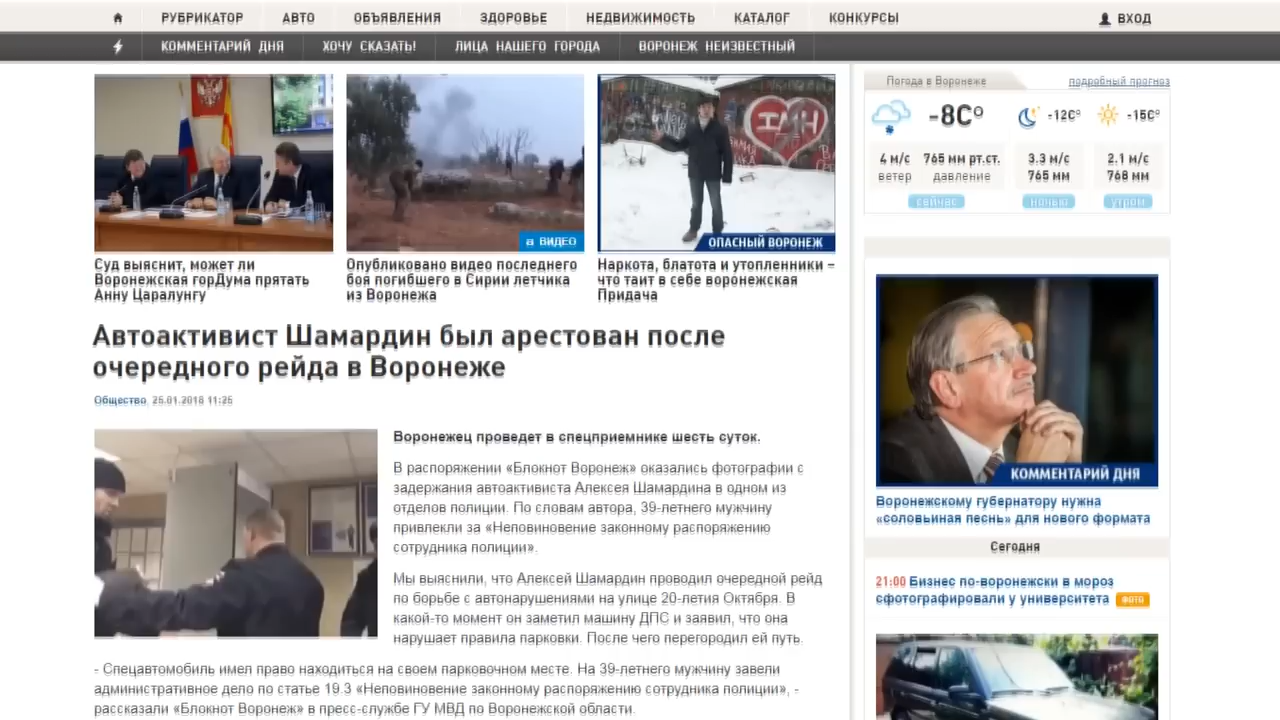 РУБРИКАТОР АВТО ОБЪЯВЛЕНИЯ ЗДОРОВЬЕ НЕДВИЖИМОСТЬ КАТАЛОГ КОНКУРСЫ ВХОД
КОММЕНТАРИЙ ДНЯ ХОЧУ СКАЗАТЬ! ЛИЦА НАШЕГО ГОРОДА ВОРОНЕЖ НЕИЗВЕСТНЫЙ
ВИДЕО
ОПАСНЫЙ ВОРОНЕЖ
Суд выяснит, может ли
Воронежская горДума прятать
Анну Царалунгу
Опубликовано видео последнего
боя погибшего в Сирии летчика
из Воронежа
Наркота, блатота и утопленники –
что таит в себе воронежская
Придача
Автоактивист Шамардин был арестован после
очередного рейда в Воронеже
Общество, 25.01.2018 11:25
Воронежец проведет в спецприемнике шесть суток.
В распоряжении «Блокнот Воронеж» оказались фотографии с
задержания автоактивиста Алексея Шамардина в одном из
отделов полиции. По словам автора, 39-летнего мужчину
привлекли за «Неповиновение законному распоряжению
сотрудника полиции».
Мы выяснили, что Алексей Шамардин проводил очередной рейд
по борьбе с автонарушениями на улице 20-летия Октября. В
какой-то момент он заметил машину ДПС и заявил, что она
нарушает правила парковки. После чего перегородил ей путь.
- Спецавтомобиль имел право находиться на своем парковочном месте. На 39-летнего мужчину завели
административное дело по статье 19.3 «Неповиновение законному распоряжению сотрудника полиции», -
рассказали «Блокнот Воронеж» в пресс-службе ГУ МВД по Воронежской области.
Погода в Воронеже подробный прогноз
-8C° -12C° -15C°
4 м/с 765 мм рт.ст. 3.3 м/с 2.1 м/с
ветер давление 765 мм 768 мм
сейчас ночью утром
КОММЕНТАРИЙ ДНЯ
Воронежскому губернатору нужна
«соловьиная песнь» для нового формата
Сегодня
21:00 Бизнес по-воронежски в мороз
сфотографировали у университета ФОТО